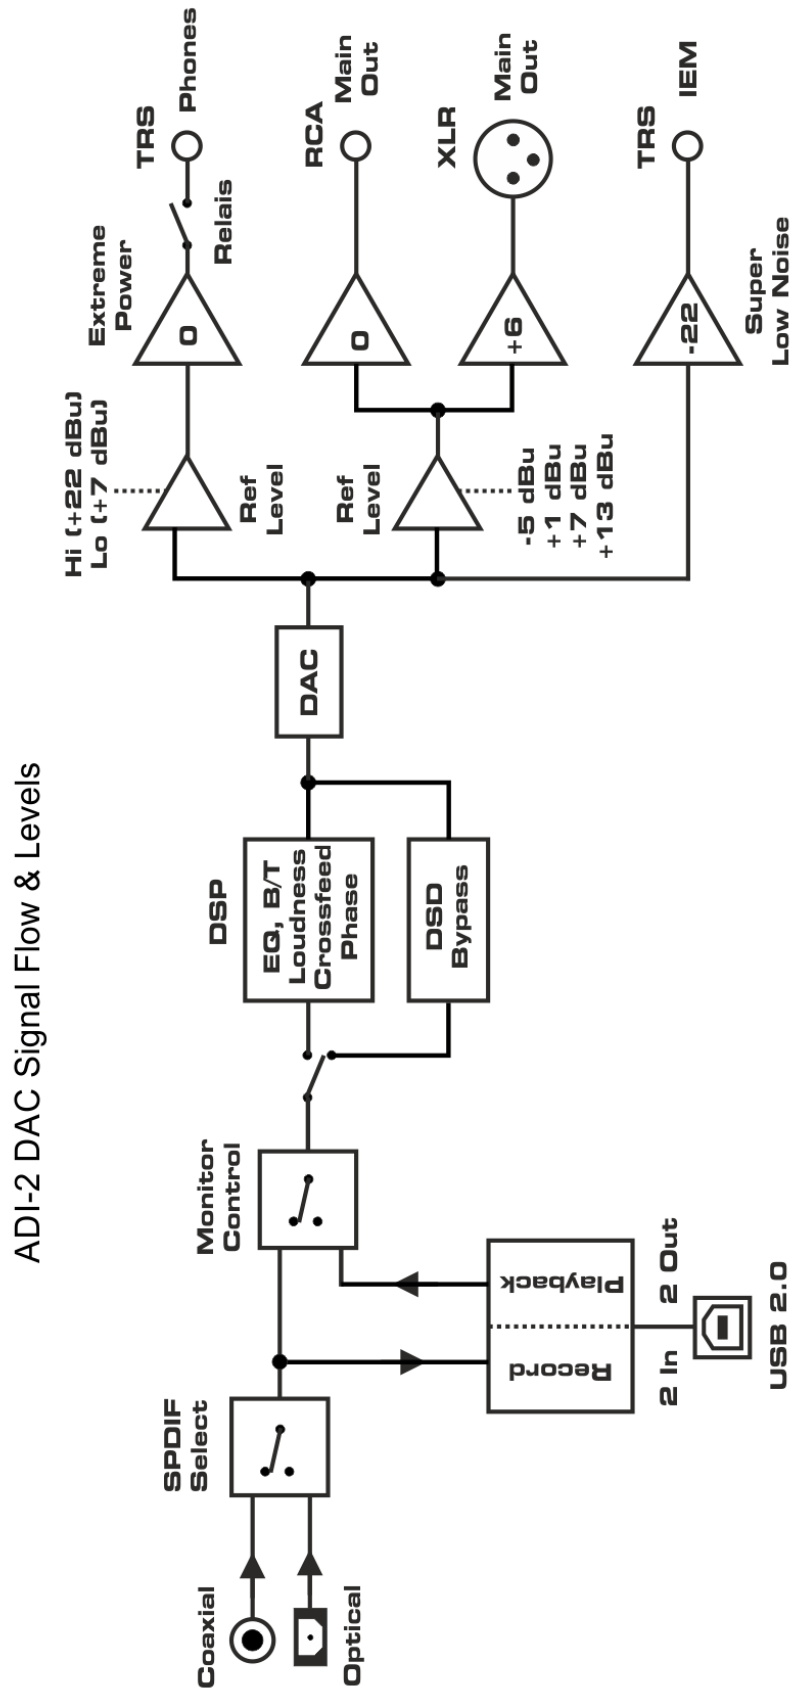 ADI-2 DAC Signal Flow & Levels
Coaxial
Optical
SPDIF
Select
Record
Playback
2 In
2 Out
USB 2.0
Monitor
Control
DSP
EQ, B/T
Loudness
Crossfeed
Phase
DSD
Bypass
DAC
Hi (+22 dBu)
Lo (+7 dBu)
Ref
Level
Extreme
Power
0
Relais
TRS
Phones
Ref
Level
-5 dBu
+1 dBu
+7 dBu
+13 dBu
0
RCA
Main
Out
+6
XLR
Main
Out
-22
Super
Low Noise
TRS
IEM